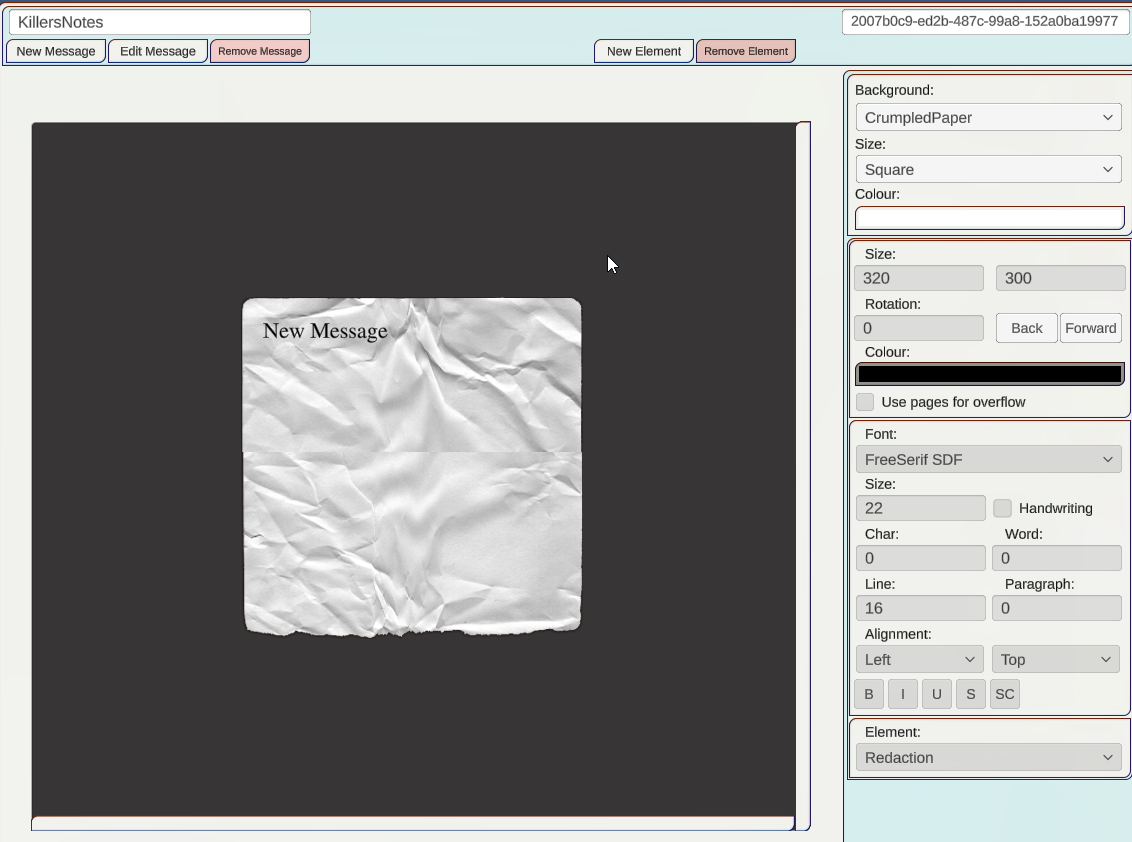 KillersNotes
2007b0c9-ed2b-487c-99a8-152a0ba19977
New Message
Edit Message
Remove Message
New Element
Remove Element
Background:
CrumpledPaper
Size:
Square
Colour:
New Message
Size:
320
300
Rotation:
0
Back
Forward
Colour:
Use pages for overflow
Font:
FreeSerif SDF
Size:
22
Handwriting
Char:
Word:
0
0
Line:
Paragraph:
16
0
Alignment:
Left
Top
B
I
U
S
SC
Element:
Redaction